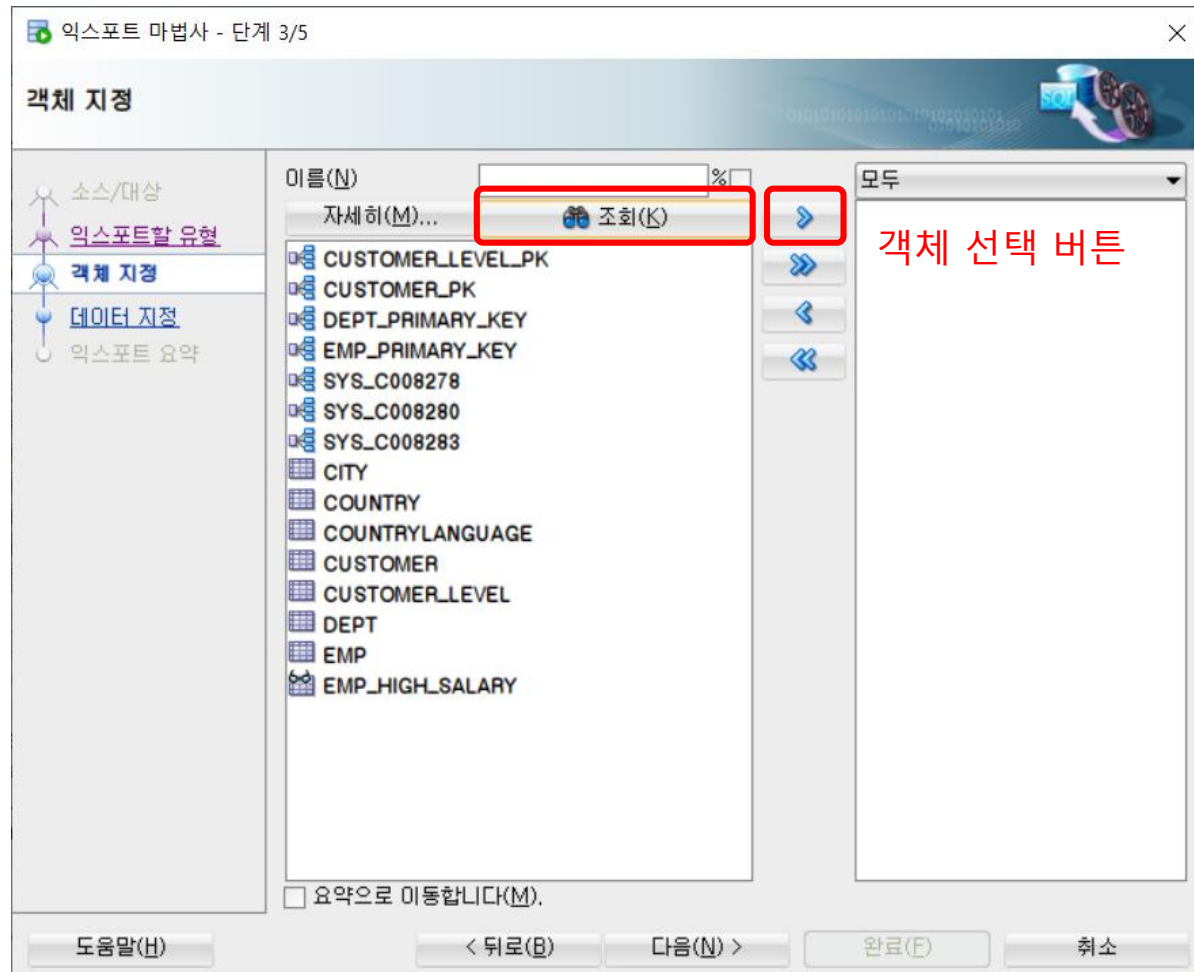 익스포트 마법사 - 단계 3/5
객체 지정
SQL
소스/대상
익스포트할 유형
객체 지정
데이터 지정
익스포트 요약
이름(N) %
자세히(M)... 조회(K)
CUSTOMER_LEVEL_PK
CUSTOMER_PK
DEPT_PRIMARY_KEY
EMP_PRIMARY_KEY
SYS_C008278
SYS_C008280
SYS_C008283
CITY
COUNTRY
COUNTRYLANGUAGE
CUSTOMER
CUSTOMER_LEVEL
DEPT
EMP
EMP_HIGH_SALARY
모두
객체 선택 버튼
요약으로 이동합니다(M).
도움말(H) < 뒤로(B) 다음(N) > 완료(F) 취소